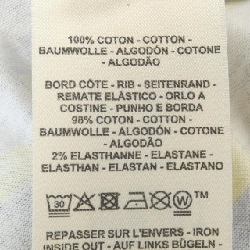 100% COTON - COTTON -
BAUMWOLLE - ALGODÓN - COTONE
- ALGODÃO
BORD CÔTE - RIB - SEITENRAND -
REMATE ELÁSTICO - ORLO A
COSTINE - PUNHO E BORDA
98% COTON - COTTON -
BAUMWOLLE - ALGODÓN - COTONE
- ALGODÃO
2% ELASTHANNE - ELASTANE -
ELASTHAN - ELASTAN - ELASTANO
30 W ™
REPASSER SUR L'ENVERS - IRON
INSIDE OUT - AUF LINKS BÜGELN -